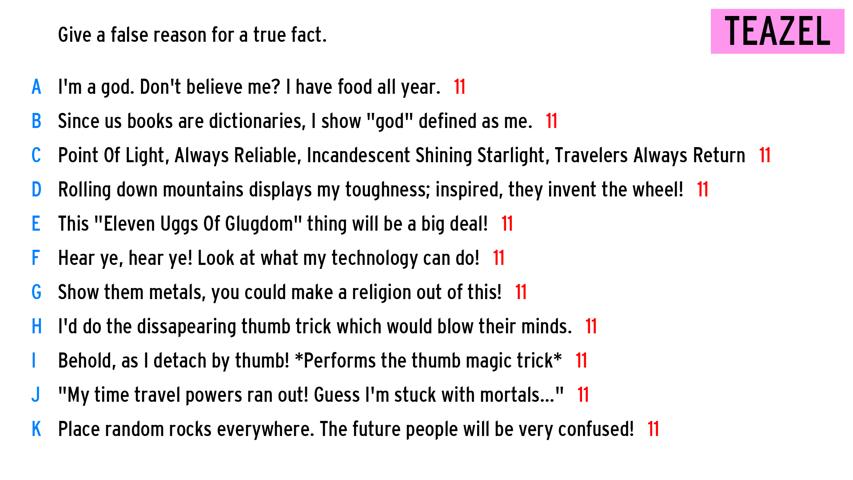 Give a false reason for a true fact.
TEAZEL
A I'm a god. Don't believe me? I have food all year. 11
B Since us books are dictionaries, I show "god" defined as me. 11
C Point Of Light, Always Reliable, Incandescent Shining Starlight, Travelers Always Return 11
D Rolling down mountains displays my toughness; inspired, they invent the wheel! 11
E This "Eleven Uggs Of Glugdom" thing will be a big deal! 11
F Hear ye, hear ye! Look at what my technology can do! 11
G Show them metals, you could make a religion out of this! 11
H I'd do the dissapearing thumb trick which would blow their minds. 11
I Behold, as I detach by thumb! *Performs the thumb magic trick* 11
J "My time travel powers ran out! Guess I'm stuck with mortals..." 11
K Place random rocks everywhere. The future people will be very confused! 11